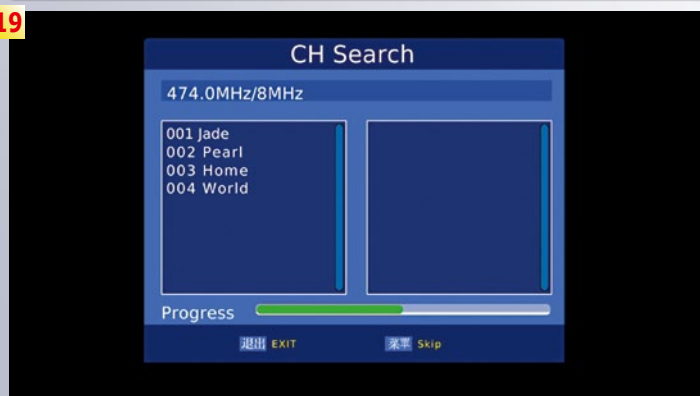 19
CH Search
474.0MHz/8MHz
001 Jade
002 Pearl
003 Home
004 World
Progress
退出 EXIT
菜單 Skip